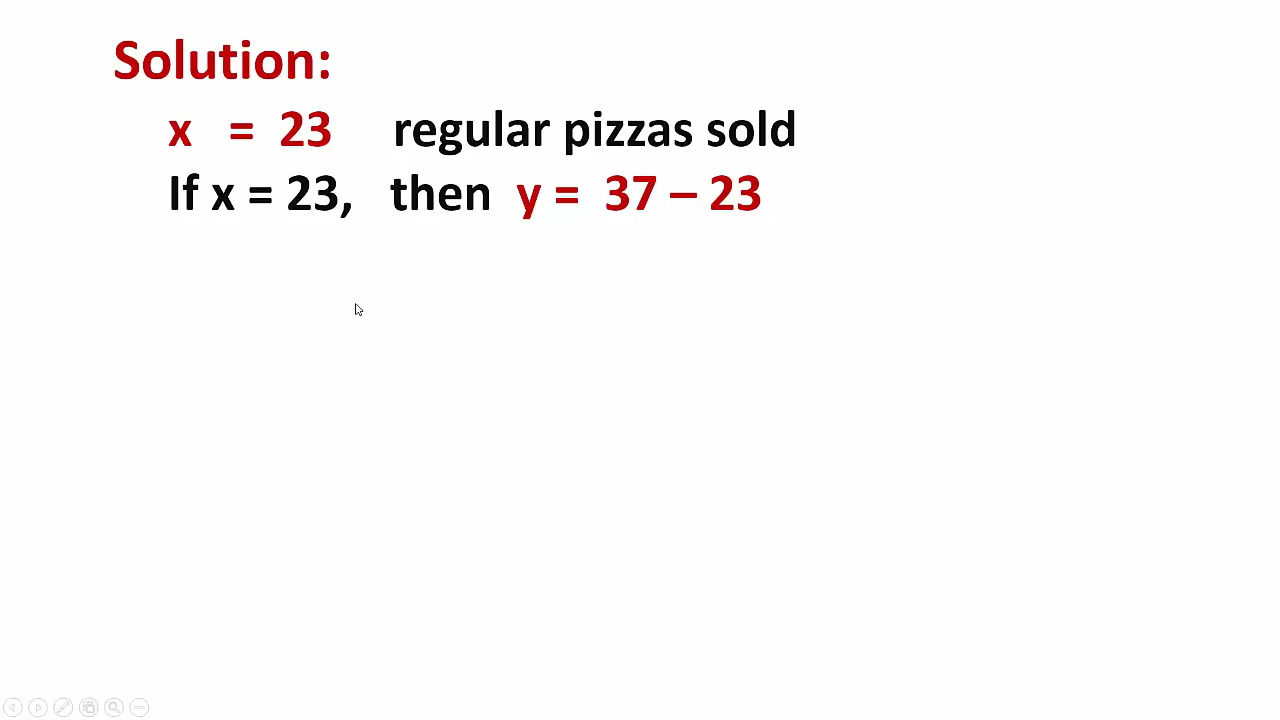 Solution:
x = 23 regular pizzas sold
If x = 23, then y = 37 – 23